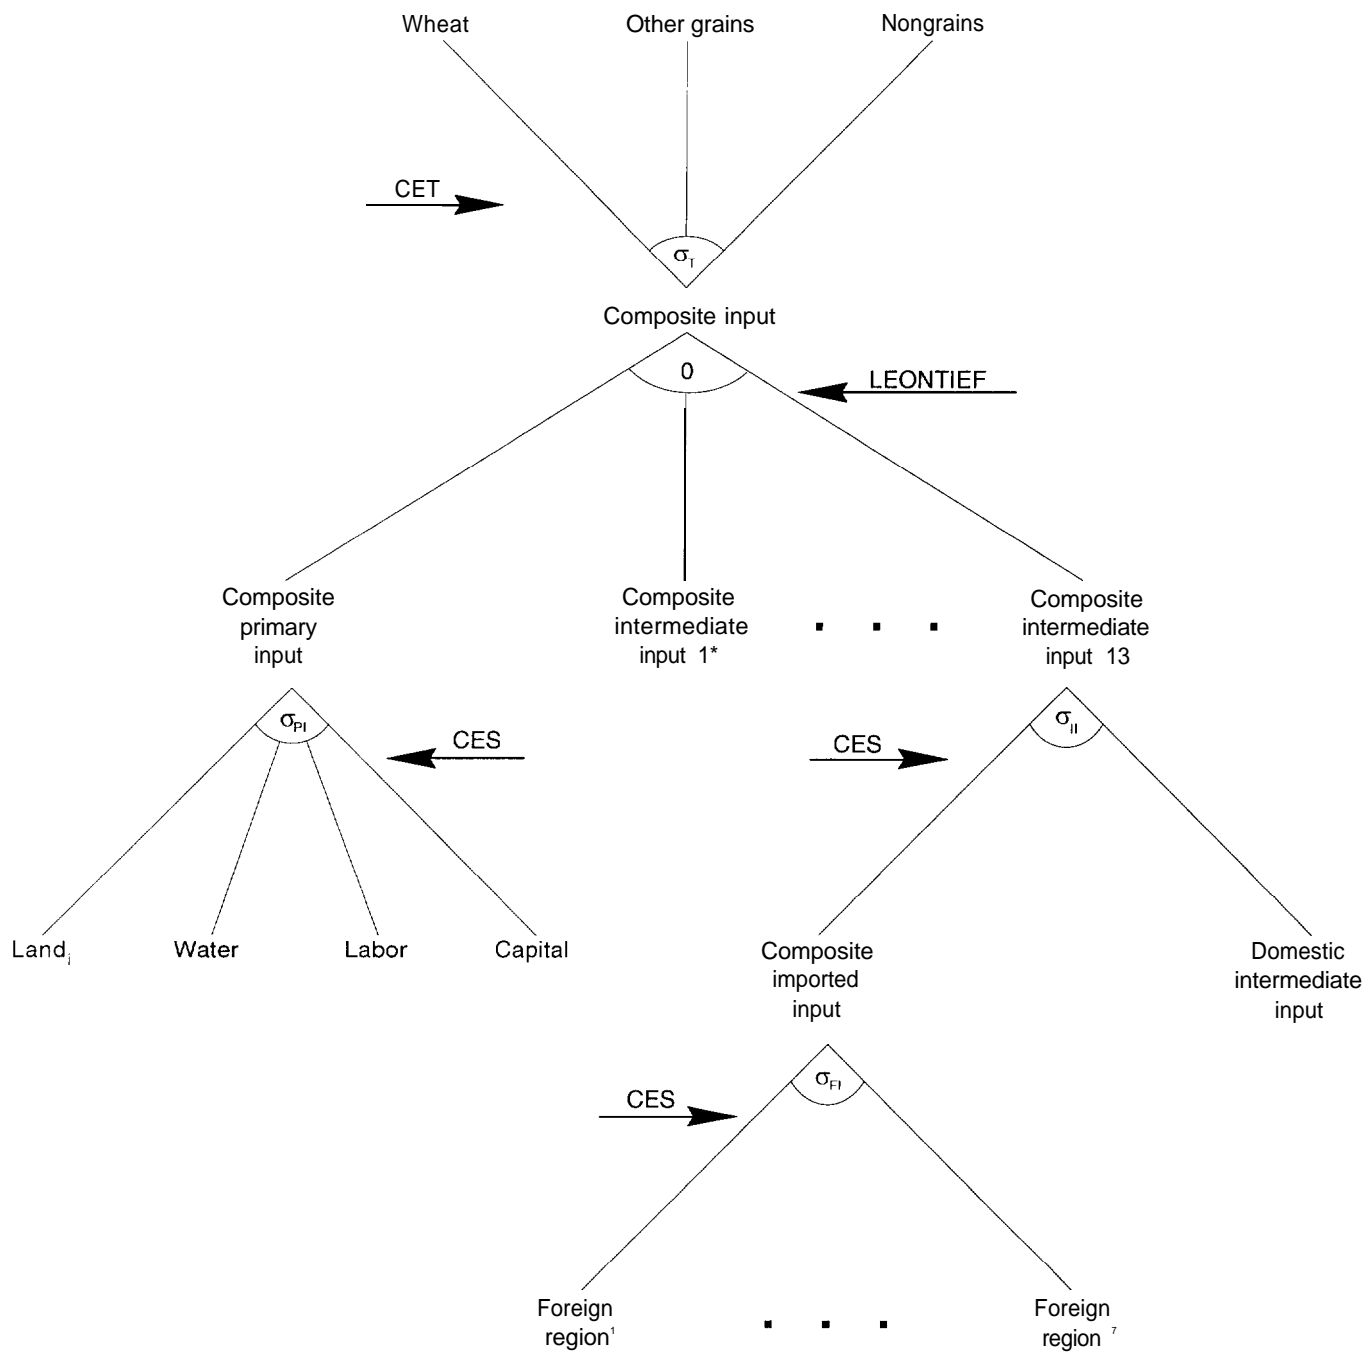 Wheat
Other grains
Nongrains
CET
σT
Composite input
0
LEONTIEF
Composite
primary
input
Composite
intermediate
input 1*
. . .
Composite
intermediate
input 13
σPI
CES
CES
σII
Landi
Water
Labor
Capital
Composite
imported
input
Domestic
intermediate
input
σFI
CES
Foreign
region1
. . .
Foreign
region 7